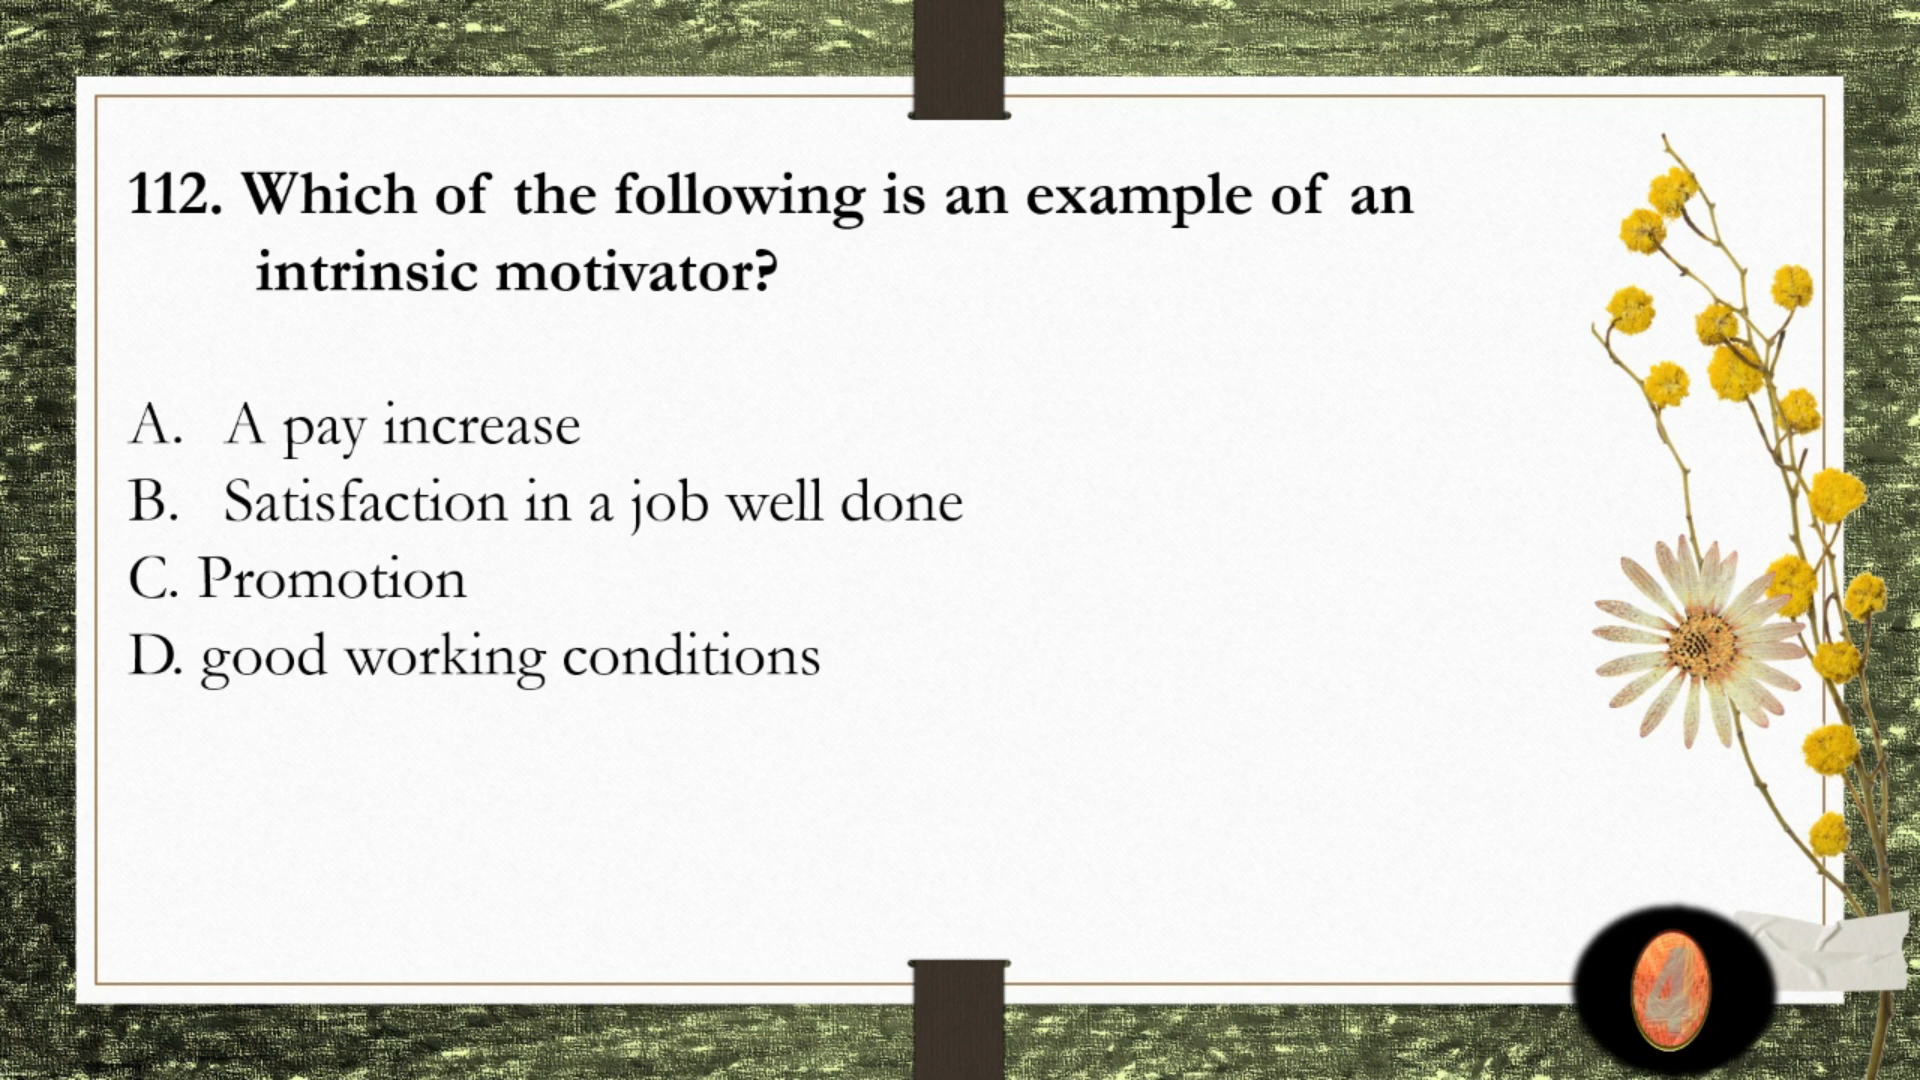 112. Which of the following is an example of an
intrinsic motivator?
A. A pay increase
B. Satisfaction in a job well done
C. Promotion
D. good working conditions
4